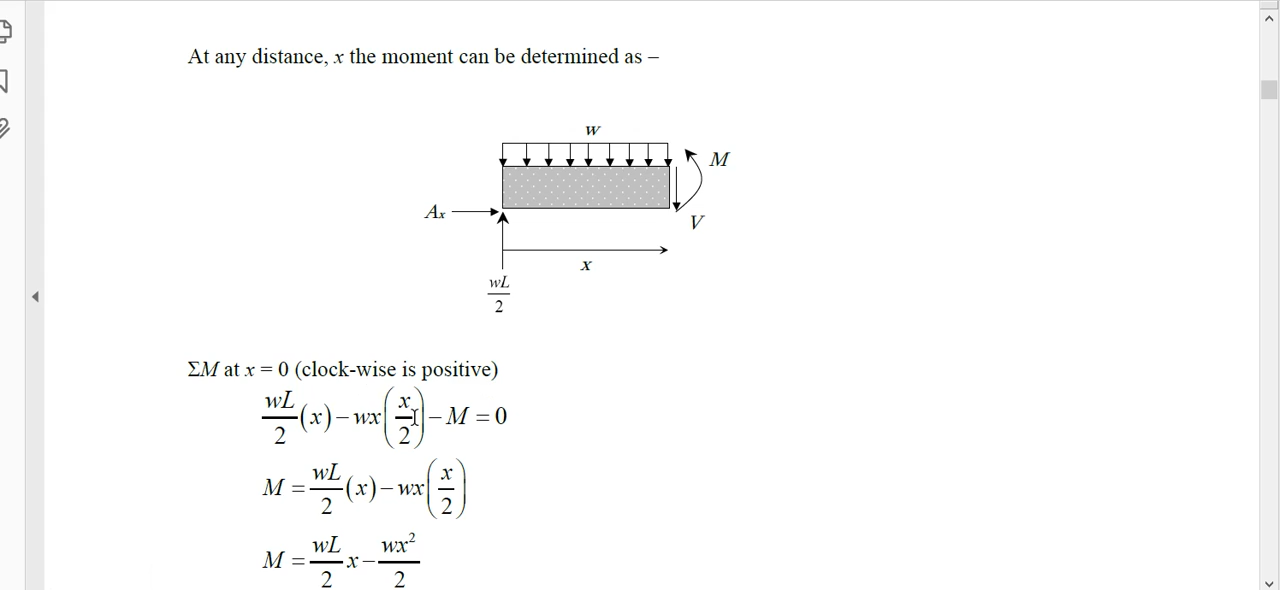 At any distance, x the moment can be determined as –
w
M
Ax
V
x
wL/2
ΣM at x = 0 (clock-wise is positive)
wL/2 (x) – wx(x/2) – M = 0
M = wL/2 (x) – wx(x/2)
M = wL/2 x – wx²/2